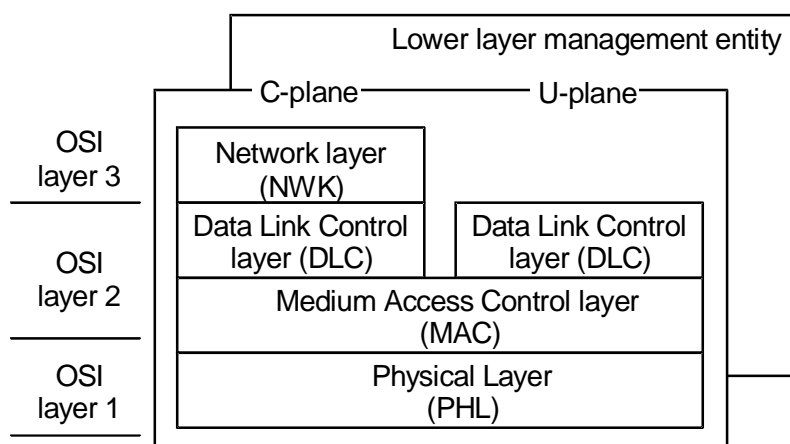 Lower layer management entity
C-plane U-plane
OSI
layer 3
Network layer
(NWK)
Data Link Control
layer (DLC)
Data Link Control
layer (DLC)
OSI
layer 2
Medium Access Control layer
(MAC)
OSI
layer 1
Physical Layer
(PHL)